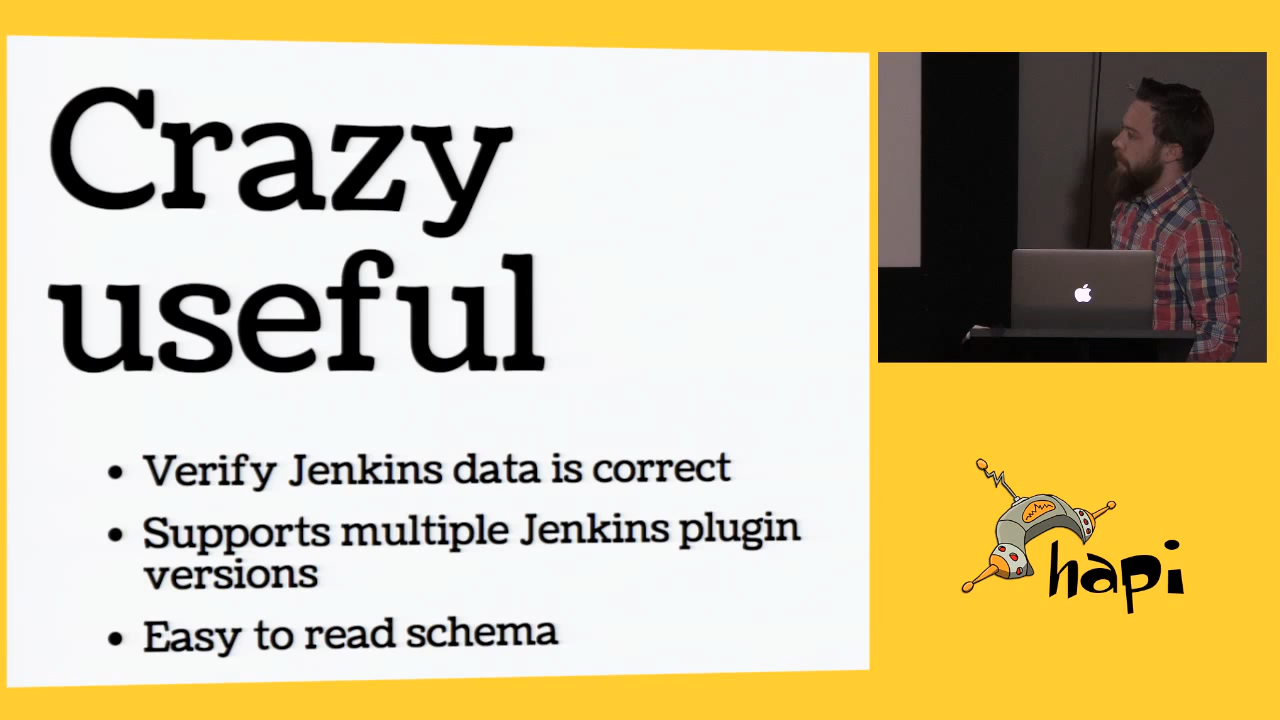 Crazy
useful
• Verify Jenkins data is correct
• Supports multiple Jenkins plugin
versions
• Easy to read schema
hapi